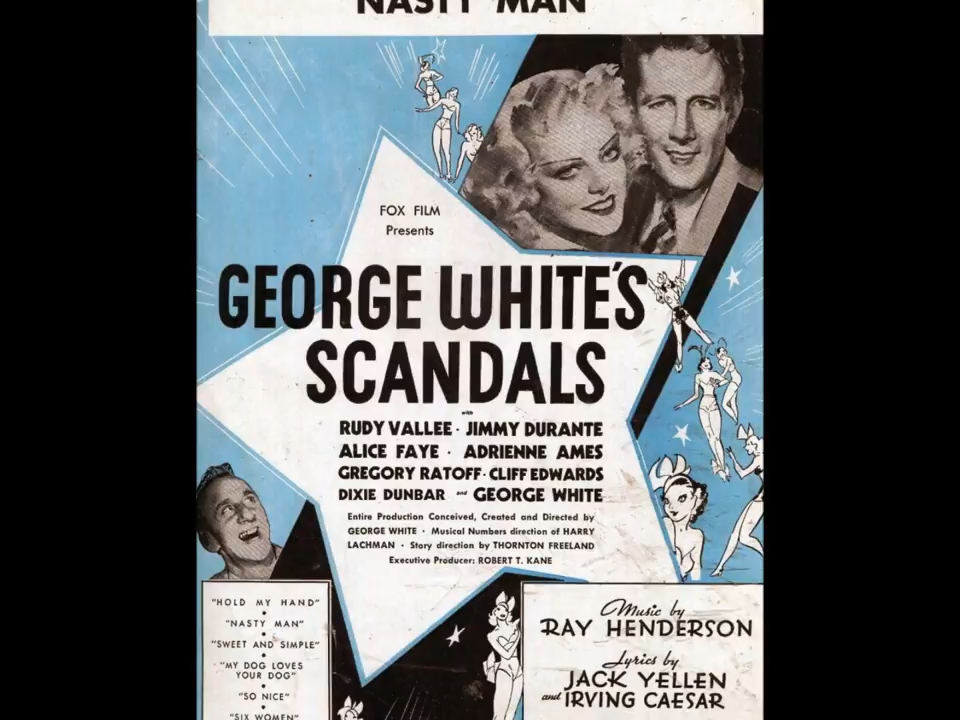 NASTY MAN
FOX FILM
Presents
GEORGE WHITE'S
SCANDALS
with
RUDY VALLEE · JIMMY DURANTE
ALICE FAYE · ADRIENNE AMES
GREGORY RATOFF · CLIFF EDWARDS
DIXIE DUNBAR and GEORGE WHITE
Entire Production Conceived, Created and Directed by
GEORGE WHITE · Musical Numbers direction of HARRY
LACHMAN · Story direction by THORNTON FREELAND
Executive Producer: ROBERT T. KANE
"HOLD MY HAND"
"NASTY MAN"
"SWEET AND SIMPLE"
"MY DOG LOVES
YOUR DOG"
"SO NICE"
"SIX WOMEN"
Music by
RAY HENDERSON
Lyrics by
JACK YELLEN
and IRVING CAESAR